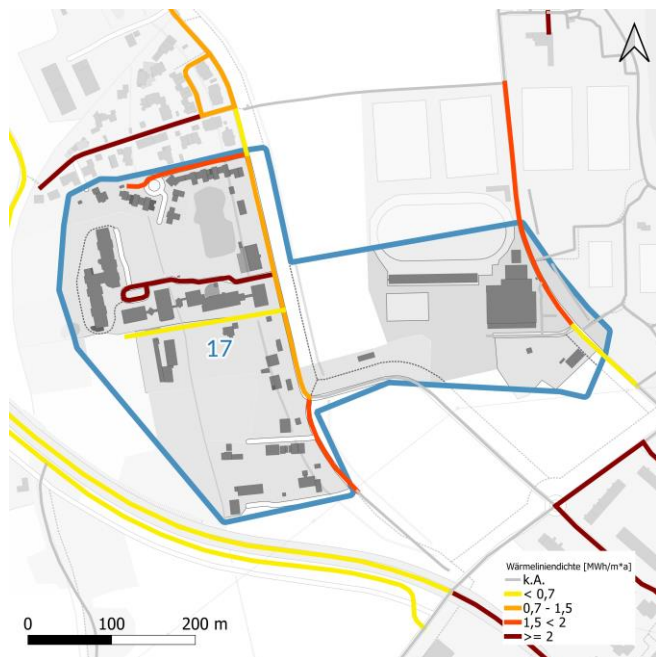 17
Wärmeliniendichte [MWh/m*a]
k.A.
< 0,7
0,7 - 1,5
1,5 < 2
>= 2
0 100 200 m